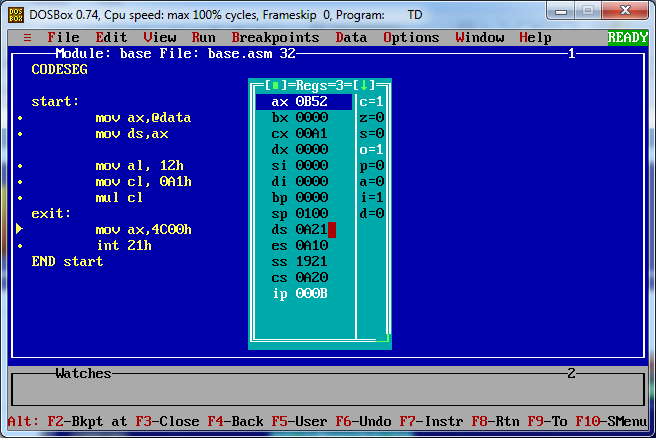 DOSBox 0.74, Cpu speed: max 100% cycles, Frameskip 0, Program: TD
≡ File Edit View Run Breakpoints Data Options Window Help READY
Module: base File: base.asm 32 1
CODESEG
start:
mov ax,@data
mov ds,ax
mov al, 12h
mov cl, 0A1h
mul cl
exit:
mov ax,4C00h
int 21h
END start
[■]=Regs=3=[↓]
ax 0B52 c=1
bx 0000 z=0
cx 00A1 s=0
dx 0000 o=1
si 0000 p=0
di 0000 a=0
bp 0000 i=1
sp 0100 d=0
ds 0A21
es 0A10
ss 1921
cs 0A20
ip 000B
Watches 2
Alt: F2-Bkpt at F3-Close F4-Back F5-User F6-Undo F7-Instr F8-Rtn F9-To F10-SMenu